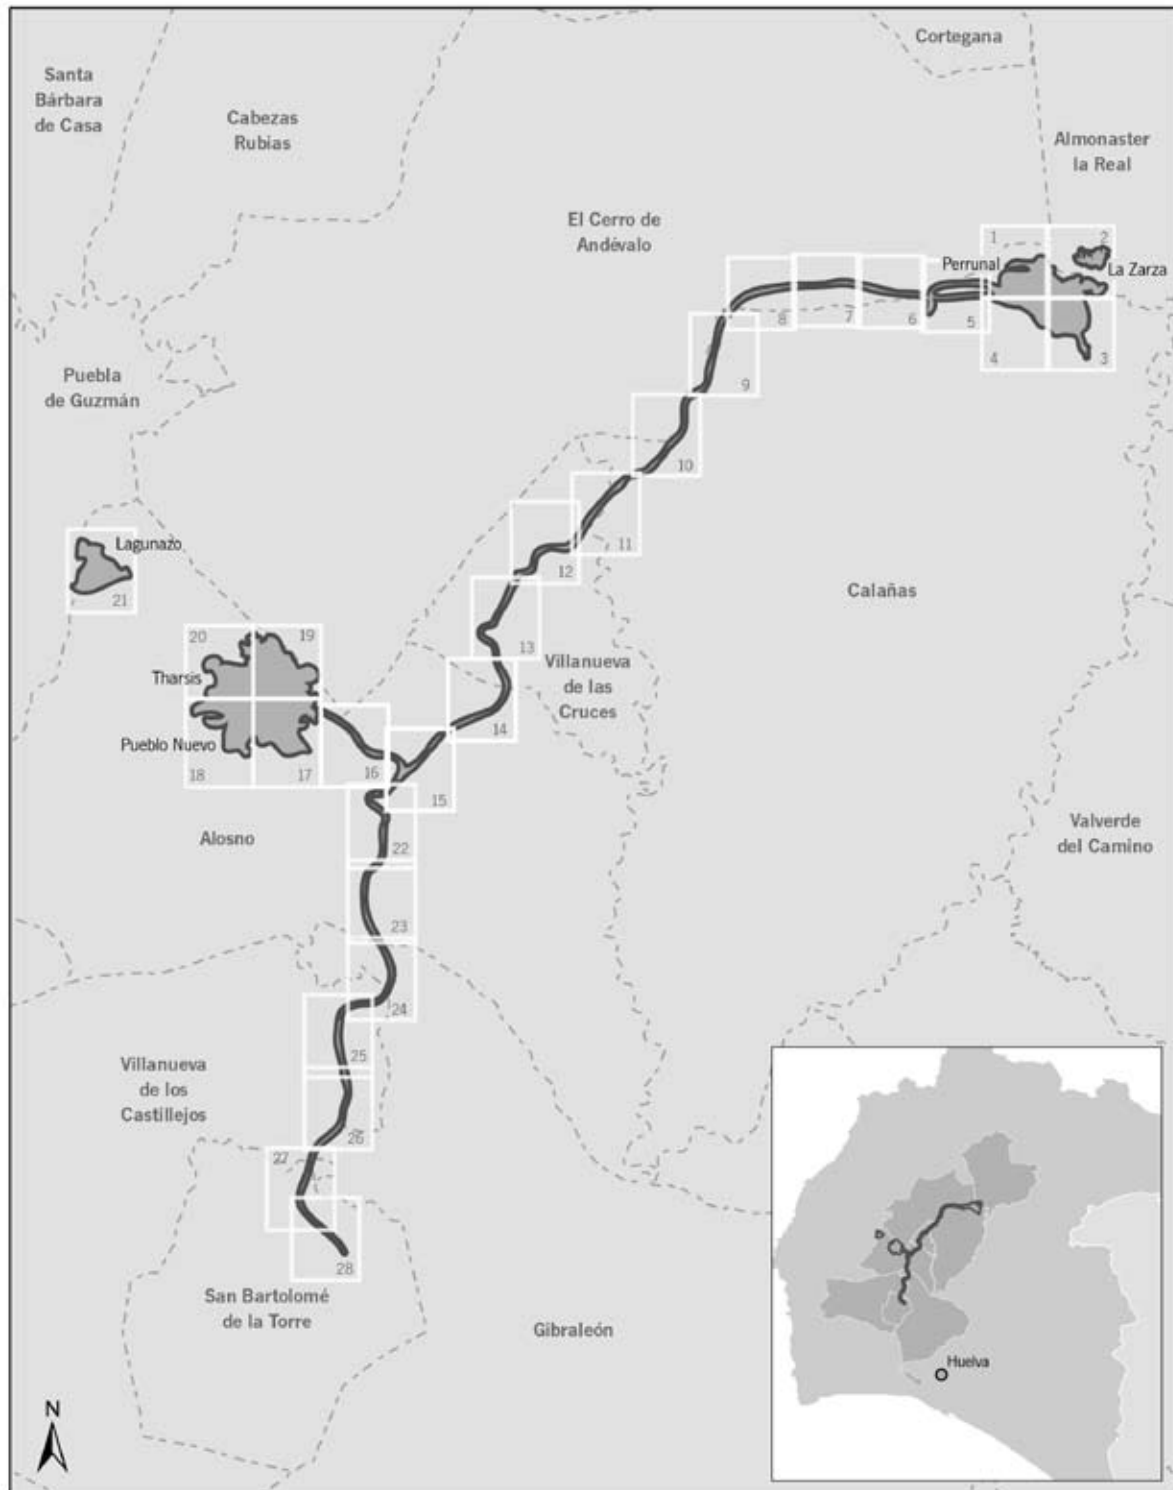 Cortegana
Santa
Bárbara
de Casa
Cabezas
Rubias
Almonaster
la Real
El Cerro de
Andévalo
1
2
Perrunal
La Zarza
8
7
6
5
4
3
9
Puebla
de Guzmán
10
Lagunazo
11
12
21
Calañas
20
19
13
Villanueva
de las
Cruces
Tharsis
14
Pueblo Nuevo
18
17
16
15
Alosno
Valverde
del Camino
22
23
24
25
Villanueva
de los
Castillejos
26
27
28
San Bartolomé
de la Torre
Gibraleón
Huelva
N